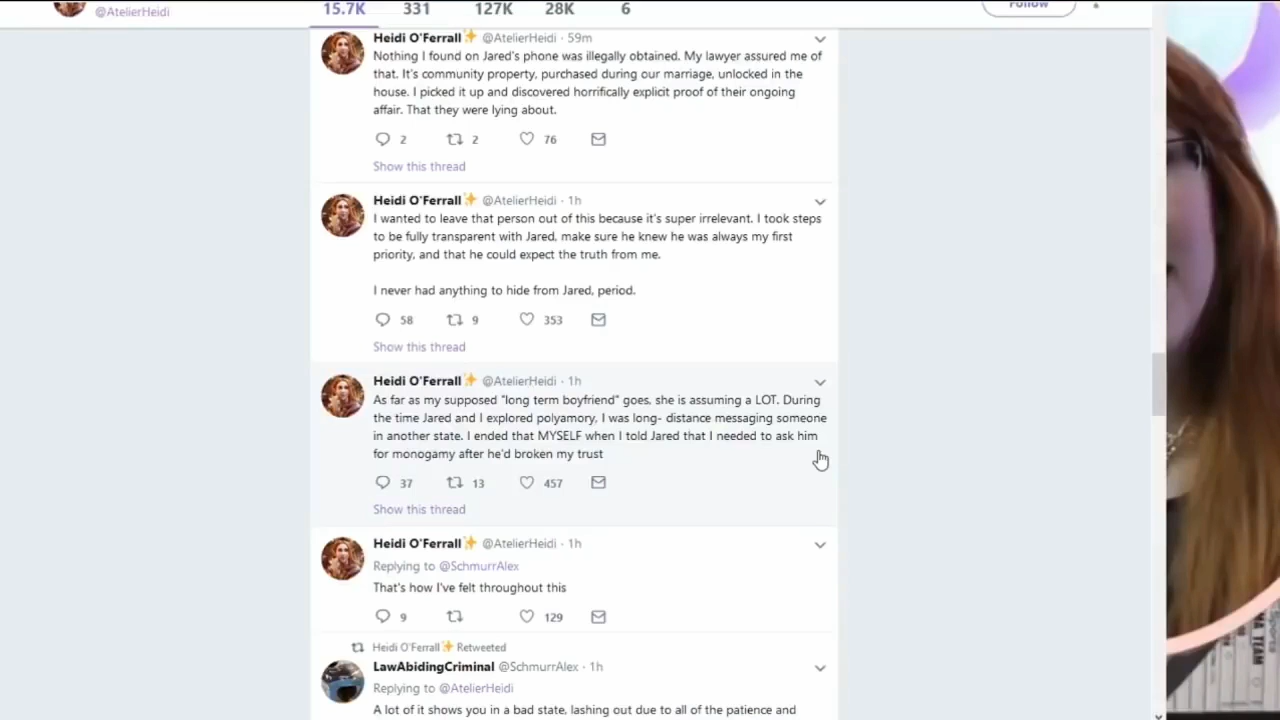 @AtelierHeidi
15.7K 331 127K 28K 6
Follow
Heidi O'Ferrall✨ @AtelierHeidi · 59m
Nothing I found on Jared's phone was illegally obtained. My lawyer assured me of
that. It's community property, purchased during our marriage, unlocked in the
house. I picked it up and discovered horrifically explicit proof of their ongoing
affair. That they were lying about.
2 2 76
Show this thread
Heidi O'Ferrall✨ @AtelierHeidi · 1h
I wanted to leave that person out of this because it's super irrelevant. I took steps
to be fully transparent with Jared, make sure he knew he was always my first
priority, and that he could expect the truth from me.
I never had anything to hide from Jared, period.
58 9 353
Show this thread
Heidi O'Ferrall✨ @AtelierHeidi · 1h
As far as my supposed "long term boyfriend" goes, she is assuming a LOT. During
the time Jared and I explored polyamory, I was long- distance messaging someone
in another state. I ended that MYSELF when I told Jared that I needed to ask him
for monogamy after he'd broken my trust
37 13 457
Show this thread
Heidi O'Ferrall✨ @AtelierHeidi · 1h
Replying to @SchmurrAlex
That's how I've felt throughout this
9 129
Heidi O'Ferrall✨ Retweeted
LawAbidingCriminal @SchmurrAlex · 1h
Replying to @AtelierHeidi
A lot of it shows you in a bad state, lashing out due to all of the patience and